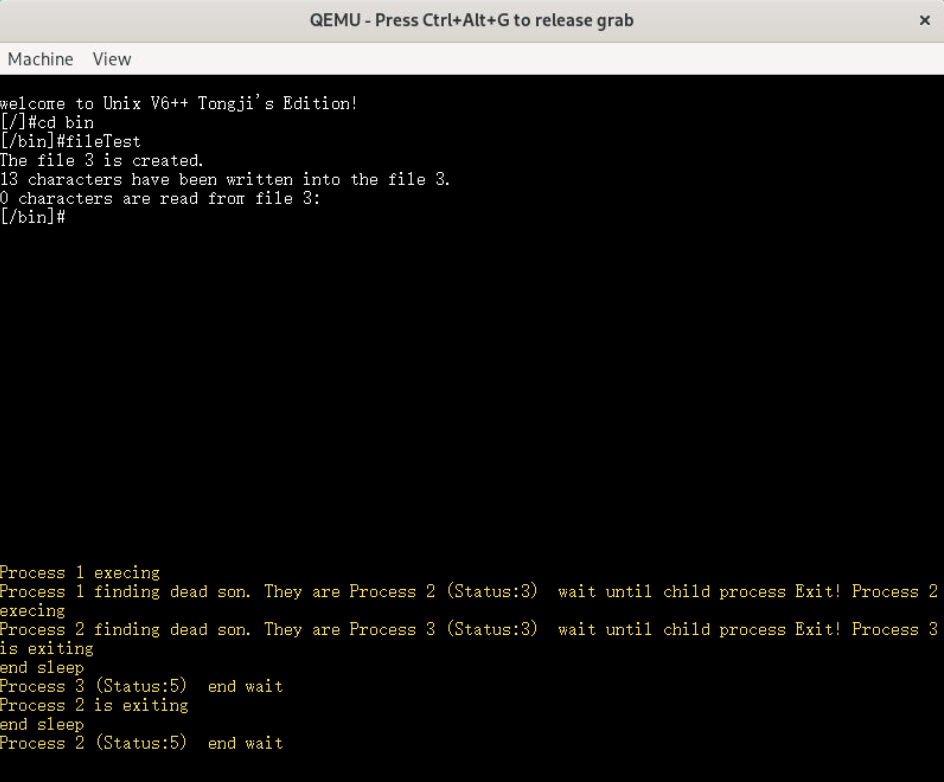 QEMU - Press Ctrl+Alt+G to release grab
Machine View
welcome to Unix V6++ Tongji's Edition!
[/]#cd bin
[/bin]#fileTest
The file 3 is created.
13 characters have been written into the file 3.
0 characters are read from file 3:
[/bin]#
Process 1 execing
Process 1 finding dead son. They are Process 2 (Status:3)  wait until child process Exit! Process 2
execing
Process 2 finding dead son. They are Process 3 (Status:3)  wait until child process Exit! Process 3
is exiting
end sleep
Process 3 (Status:5)  end wait
Process 2 is exiting
end sleep
Process 2 (Status:5)  end wait